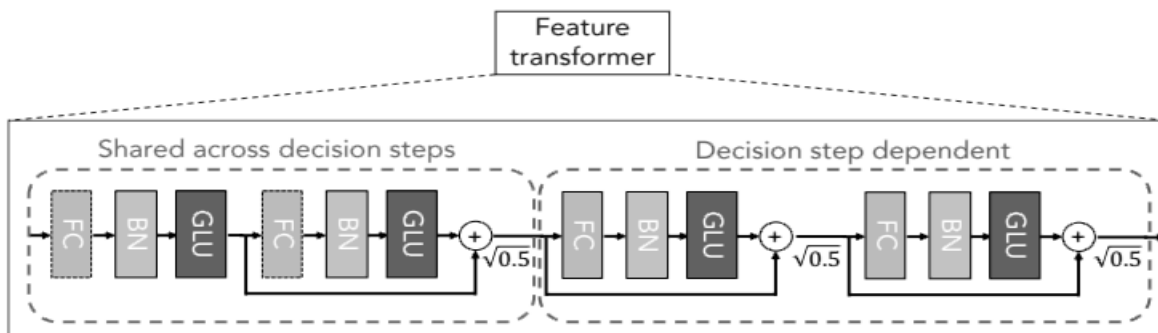 Feature
transformer
Shared across decision steps
Decision step dependent
FC
BN
GLU
FC
BN
GLU
+
√0.5
FC
BN
GLU
+
√0.5
FC
BN
GLU
+
√0.5